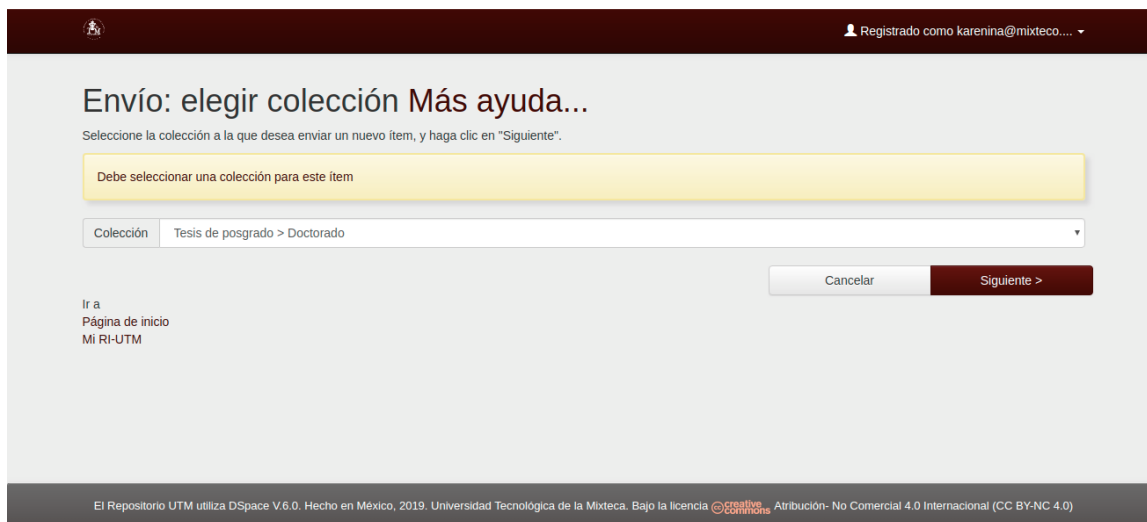 Registrado como karenina@mixteco....
Envío: elegir colección Más ayuda...
Seleccione la colección a la que desea enviar un nuevo ítem, y haga clic en "Siguiente".
Debe seleccionar una colección para este ítem
Colección Tesis de posgrado > Doctorado
Cancelar Siguiente >
Ir a
Página de inicio
Mi RI-UTM
El Repositorio UTM utiliza DSpace V.6.0. Hecho en México, 2019. Universidad Tecnológica de la Mixteca. Bajo la licencia cc creative commons Atribución- No Comercial 4.0 Internacional (CC BY-NC 4.0)